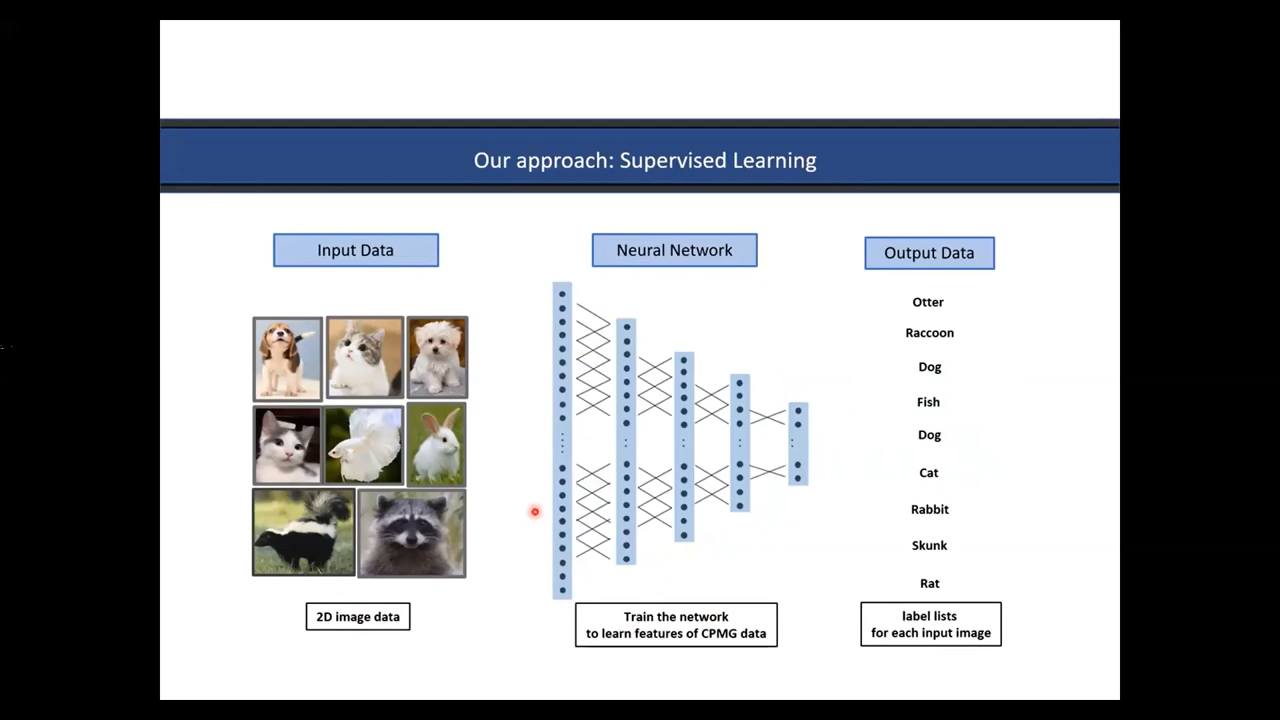 Our approach: Supervised Learning
Input Data
Neural Network
Output Data
Otter
Raccoon
Dog
Fish
Dog
Cat
Rabbit
Skunk
Rat
2D image data
Train the network
to learn features of CPMG data
label lists
for each input image